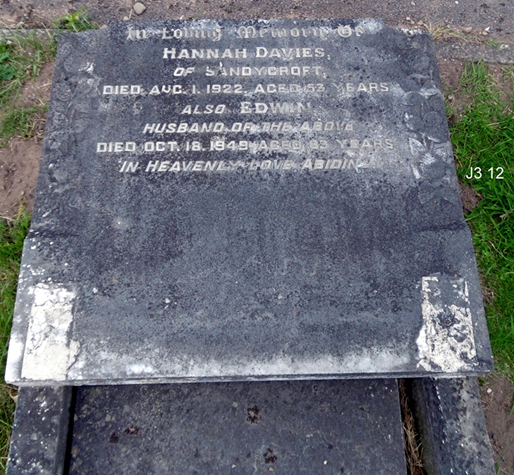 In Loving Memory Of
HANNAH DAVIES,
OF SANDYCROFT,
DIED AUG. 1. 1922, AGED 53 YEARS
ALSO EDWIN
HUSBAND OF THE ABOVE
DIED OCT. 18. 1949, AGED 83 YEARS
IN HEAVENLY LOVE ABIDING
J3 12